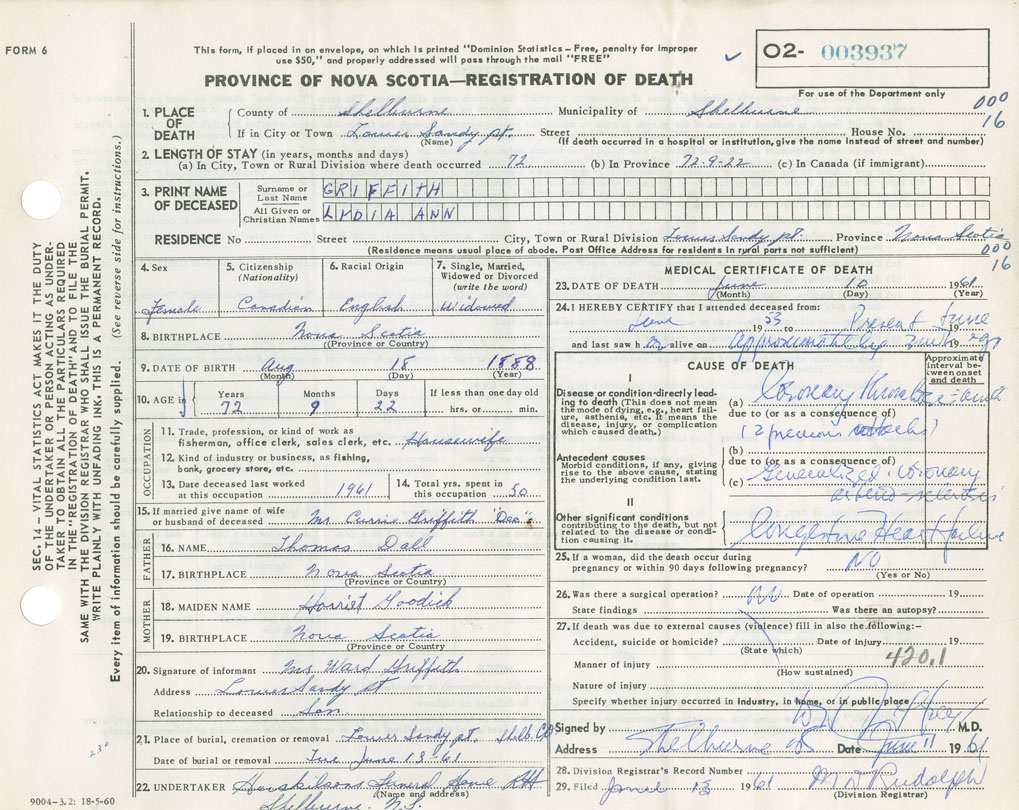 FORM 6
This form, if placed in an envelope, on which is printed "Dominion Statistics – Free, penalty for improper
use $50," and properly addressed will pass through the mail "FREE"
O2- 003937
PROVINCE OF NOVA SCOTIA—REGISTRATION OF DEATH
For use of the Department only
000
16
1. PLACE OF DEATH County of Shelburne Municipality of Shelburne
If in City or Town Lower Sandy pt. Street House No.
(Name) (If death occurred in a hospital or institution, give the name instead of street and number)
2. LENGTH OF STAY (in years, months and days)
(a) In City, Town or Rural Division where death occurred 72 (b) In Province 72-9-22 (c) In Canada (if immigrant)
3. PRINT NAME OF DECEASED
Surname or Last Name GRIFFITH
All Given or Christian Names LYDIA ANN
RESIDENCE No Street City, Town or Rural Division Lower Sandy pt. Province Nova Scotia
(Residence means usual place of abode. Post Office Address for residents in rural parts not sufficient)
000
16
4. Sex Female
5. Citizenship (Nationality) Canadian
6. Racial Origin English
7. Single, Married, Widowed or Divorced (write the word) Widowed
8. BIRTHPLACE Nova Scotia
(Province or Country)
9. DATE OF BIRTH Aug 18 1888
(Month) (Day) (Year)
10. AGE in Years 72 Months 9 Days 22 If less than one day old hrs. or min.
OCCUPATION
11. Trade, profession, or kind of work as
fisherman, office clerk, sales clerk, etc. Housewife
12. Kind of industry or business, as fishing,
bank, grocery store, etc.
13. Date deceased last worked
at this occupation 1961
14. Total yrs. spent in
this occupation 50
15. If married give name of wife
or husband of deceased Mr. Currie Griffith "Dec"
FATHER
16. NAME Thomas Dall
17. BIRTHPLACE Nova Scotia
(Province or Country)
MOTHER
18. MAIDEN NAME Harriet Goodick
19. BIRTHPLACE Nova Scotia
(Province or Country
20. Signature of informant Mrs. Ward Griffith
Address Lower Sandy pt
Relationship to deceased Son
21. Place of burial, cremation or removal Lower Sandy pt. Shelb. CO
Date of burial or removal Tue June 13-61
22. UNDERTAKER Huskilson Funeral Home
(Name and address)
Shelburne, N.S.
MEDICAL CERTIFICATE OF DEATH
23. DATE OF DEATH June 10 1961
(Month) (Day) (Year)
24. I HEREBY CERTIFY that I attended deceased from:
June 19 53 to Present June 19
and last saw h er alive on Approximately 19
CAUSE OF DEATH
Approximate interval between onset and death
I
Disease or condition directly leading to death (This does not mean the mode of dying, e.g., heart failure, asthenia, etc. It means the disease, injury, or complication which caused death.)
(a) Coronary Thrombosis
due to (or as a consequence of)
(2 previous attacks)
Antecedent causes
Morbid conditions, if any, giving rise to the above cause, stating the underlying condition last.
(b)
due to (or as a consequence of)
(c) Generalized, Coronary
arterio-sclerosis
II
Other significant conditions
contributing to the death, but not related to the disease or condition causing it.
Congestive Heart Failure
25. If a woman, did the death occur during
pregnancy or within 90 days following pregnancy? NO
(Yes or No)
26. Was there a surgical operation? No Date of operation 19
State findings Was there an autopsy?
27. If death was due to external causes (violence) fill in also the following:-
Accident, suicide or homicide? Date of injury 19
(State which)
420.1
Manner of injury
(How sustained)
Nature of injury
Specify whether injury occurred in industry, in home, or in public place
Signed by M.D.
Address Shelburne NS Date June 11 1961
28. Division Registrar's Record Number
29. Filed June 13 1961 Rudolph
(Division Registrar)
SEC. 14 – VITAL STATISTICS ACT MAKES IT THE DUTY
OF THE UNDERTAKER OR PERSON ACTING AS UNDER-
TAKER TO OBTAIN ALL THE PARTICULARS REQUIRED
IN THE "REGISTRATION OF DEATH" AND TO FILE THE
SAME WITH THE DIVISION REGISTRAR WHO SHALL ISSUE THE BURIAL PERMIT.
WRITE PLAINLY WITH UNFADING INK. THIS IS A PERMANENT RECORD.
Every item of information should be carefully supplied. (See reverse side for instructions.)
230
9004-3.2: 18-5-60